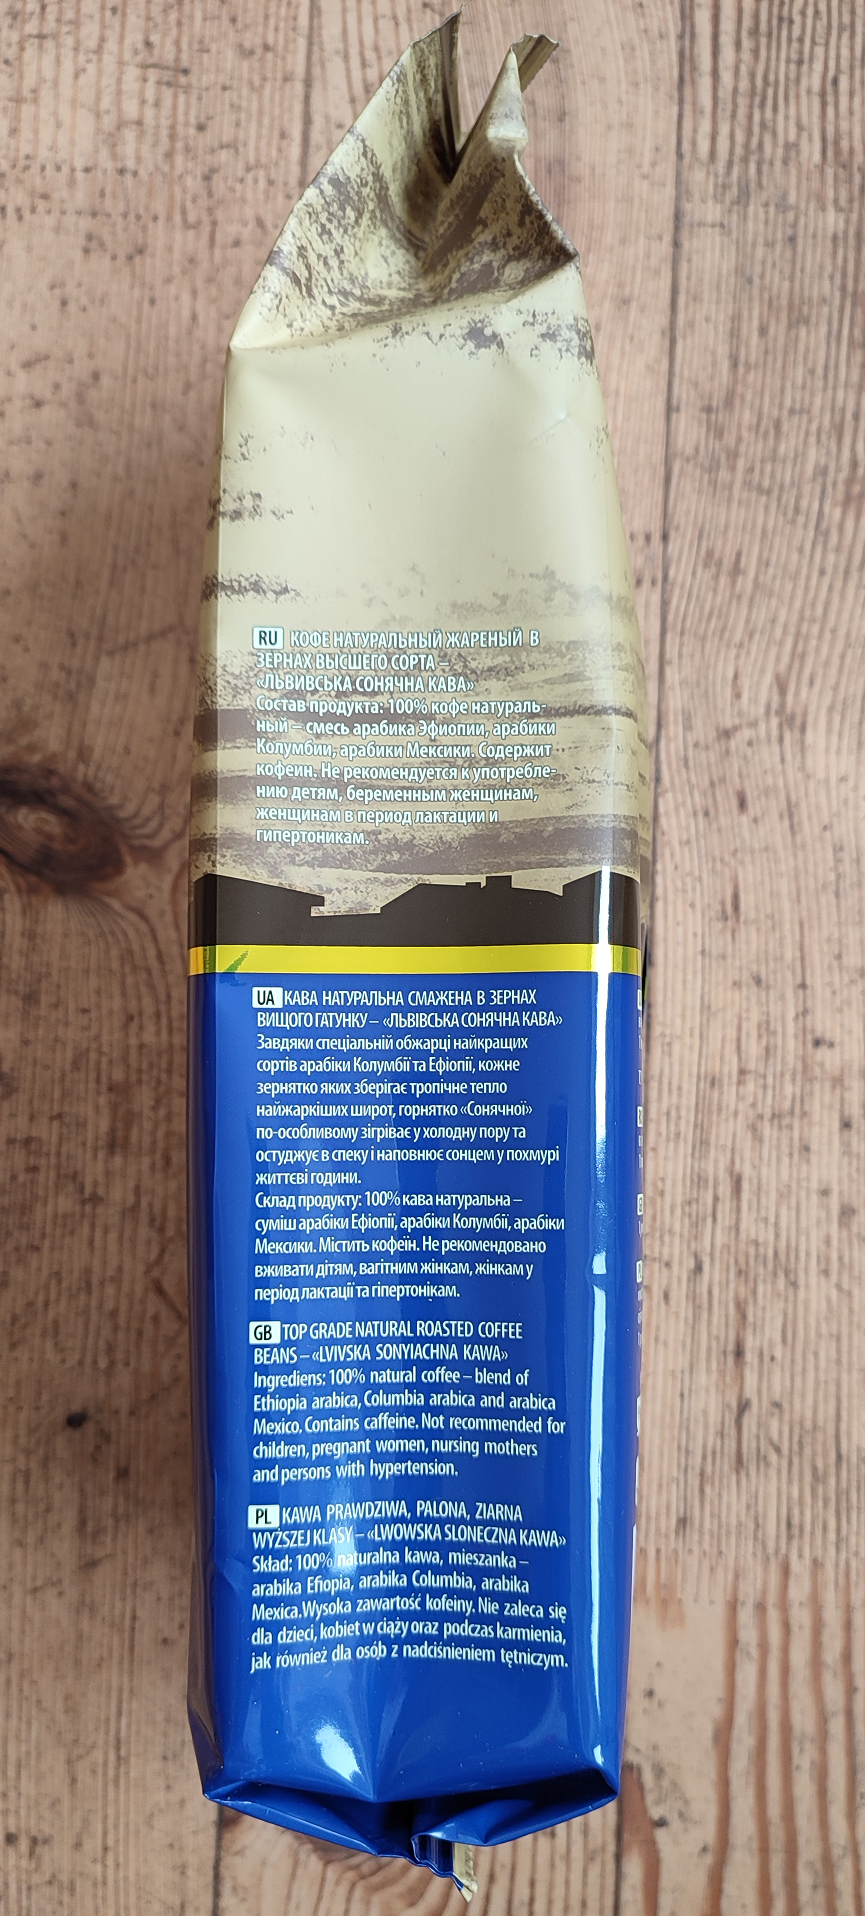 RU КОФЕ НАТУРАЛЬНЫЙ ЖАРЕНЫЙ В
ЗЕРНАХ ВЫСШЕГО СОРТА –
«ЛЬВИВСЬКА СОНЯЧНА КАВА»
Состав продукта: 100% кофе натураль-
ный – смесь арабика Эфиопии, арабики
Колумбии, арабики Мексики. Содержит
кофеин. Не рекомендуется к употребле-
нию детям, беременным женщинам,
женщинам в период лактации и
гипертоникам.
UA КАВА НАТУРАЛЬНА СМАЖЕНА В ЗЕРНАХ
ВИЩОГО ГАТУНКУ – «ЛЬВІВСЬКА СОНЯЧНА КАВА»
Завдяки спеціальній обжарці найкращих
сортів арабіки Колумбії та Ефіопії, кожне
зернятко яких зберігає тропічне тепло
найжаркіших широт, горнятко «Сонячної»
по-особливому зігріває у холодну пору та
остуджує в спеку і наповнює сонцем у похмурі
життєві години.
Склад продукту: 100% кава натуральна –
суміш арабіки Ефіопії, арабіки Колумбії, арабіки
Мексики. Містить кофеїн. Не рекомендовано
вживати дітям, вагітним жінкам, жінкам у
період лактації та гіпертонікам.
GB TOP GRADE NATURAL ROASTED COFFEE
BEANS – «LVIVSKA SONYIACHNA KAWA»
Ingrediens: 100% natural coffee – blend of
Ethiopia arabica, Columbia arabica and arabica
Mexico. Contains caffeine. Not recommended for
children, pregnant women, nursing mothers
and persons with hypertension.
PL KAWA PRAWDZIWA, PALONA, ZIARNA
WYŻSZEJ KLASY – «LWOWSKA SLONECZNA KAWA»
Skład: 100% naturalna kawa, mieszanka –
arabika Efiopia, arabika Columbia, arabika
Mexica. Wysoka zawartość kofeiny. Nie zaleca się
dla dzieci, kobiet w ciąży oraz podczas karmienia,
jak również dla osób z nadciśnieniem tętniczym.